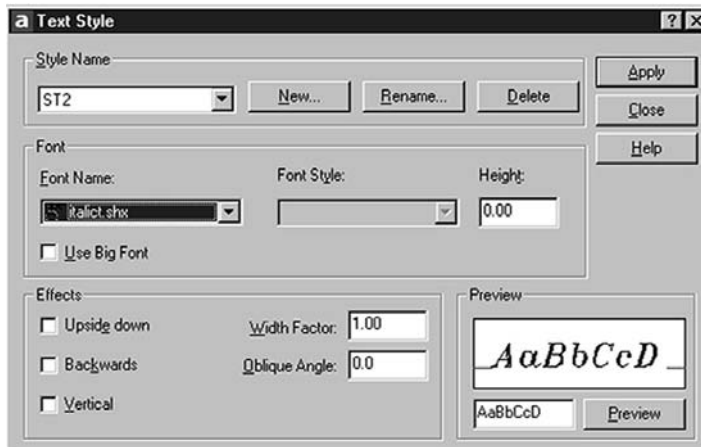 a Text Style
Style Name
ST2 New... Rename... Delete
Apply
Close
Help
Font
Font Name: Font Style: Height:
italict.shx 0.00
Use Big Font
Effects
Upside down Width Factor: 1.00
Backwards Oblique Angle: 0.0
Vertical
Preview
AaBbCcD
AaBbCcD Preview